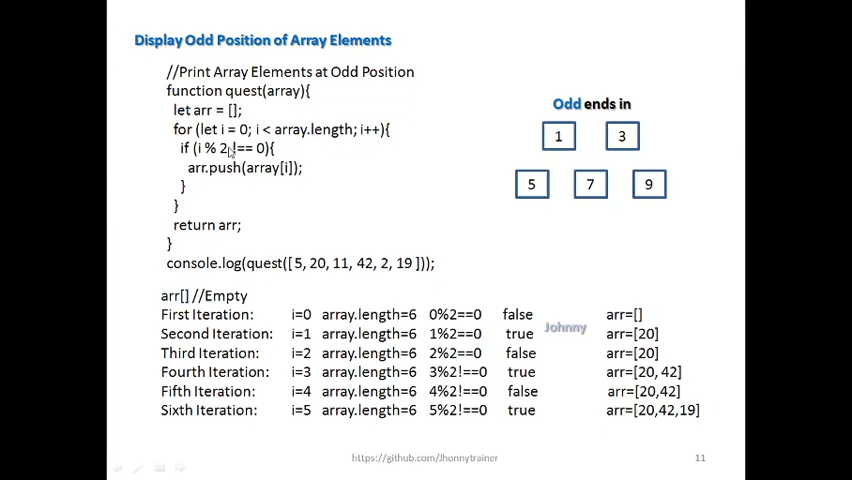 Display Odd Position of Array Elements
//Print Array Elements at Odd Position
function quest(array){
let arr = [];
for (let i = 0; i < array.length; i++){
if (i % 2 !== 0){
arr.push(array[i]);
}
}
return arr;
}
console.log(quest([ 5, 20, 11, 42, 2, 19 ]));
Odd ends in
1 3
5 7 9
arr[] //Empty
First Iteration: i=0 array.length=6 0%2==0 false arr=[]
Second Iteration: i=1 array.length=6 1%2==0 true arr=[20]
Third Iteration: i=2 array.length=6 2%2==0 false arr=[20]
Fourth Iteration: i=3 array.length=6 3%2!==0 true arr=[20, 42]
Fifth Iteration: i=4 array.length=6 4%2!==0 false arr=[20,42]
Sixth Iteration: i=5 array.length=6 5%2!==0 true arr=[20,42,19]
Johnny
https://github.com/Jhonnytrainer 11